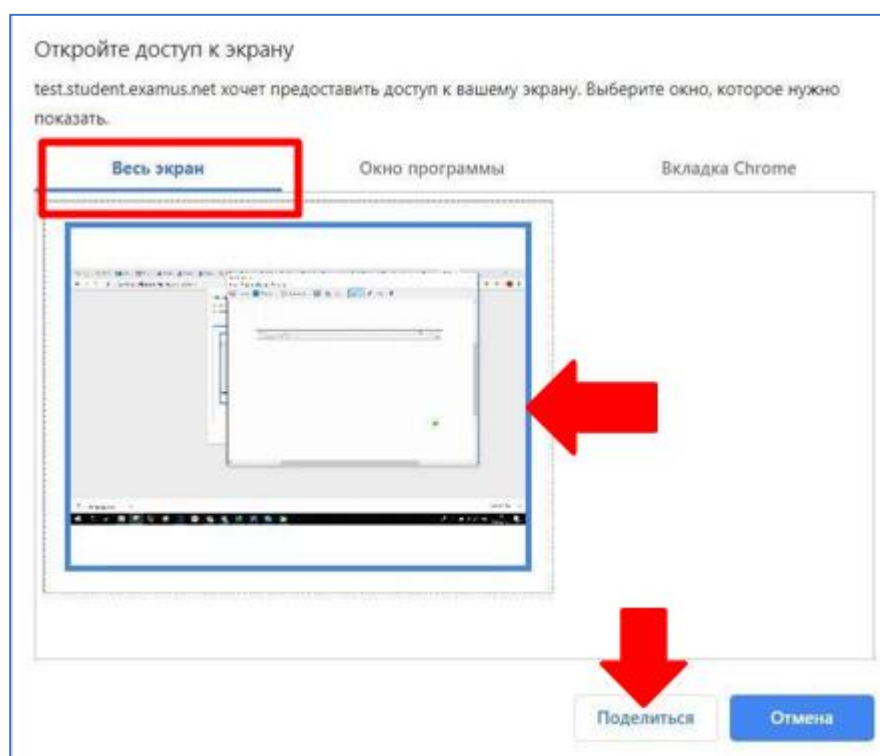 Откройте доступ к экрану
test.student.examus.net хочет предоставить доступ к вашему экрану. Выберите окно, которое нужно
показать.
Весь экран Окно программы Вкладка Chrome
Поделиться Отмена